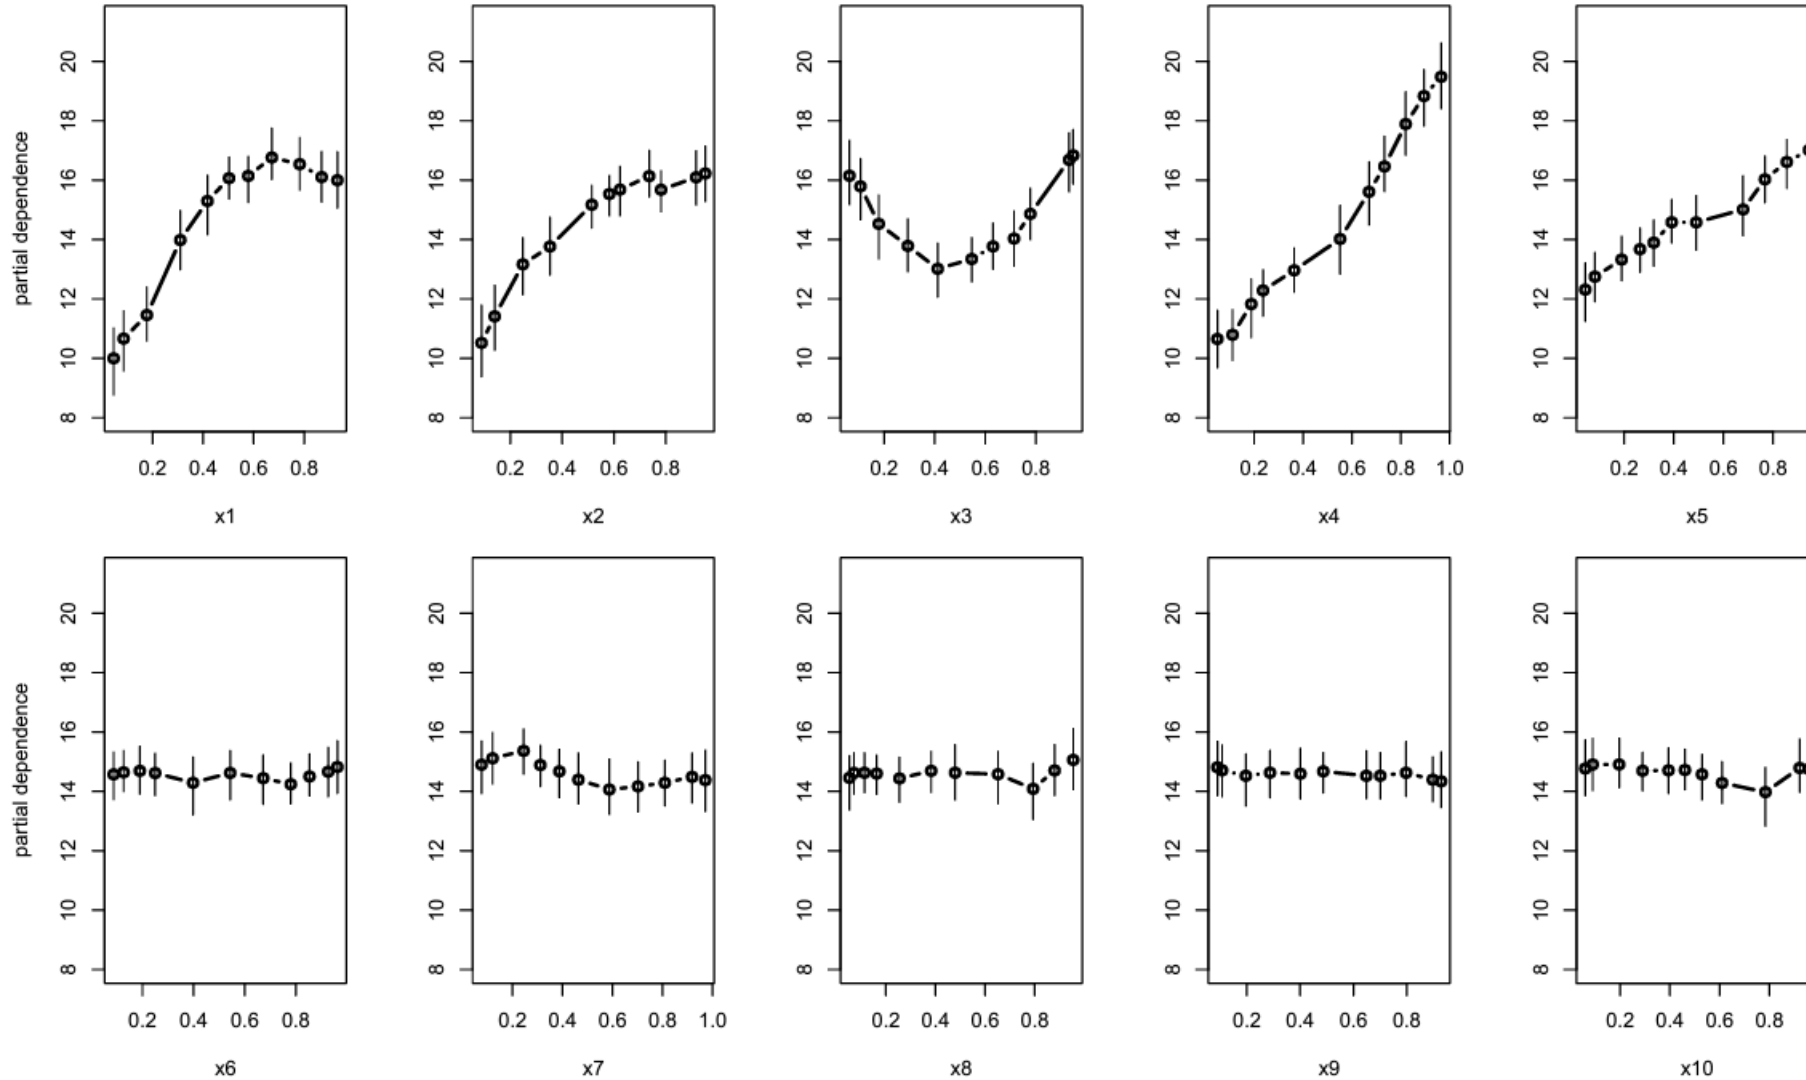 partial dependence
8 10 12 14 16 18 20
0.2 0.4 0.6 0.8
x1
8 10 12 14 16 18 20
0.2 0.4 0.6 0.8
x2
8 10 12 14 16 18 20
0.2 0.4 0.6 0.8
x3
8 10 12 14 16 18 20
0.2 0.4 0.6 0.8 1.0
x4
8 10 12 14 16 18 20
0.2 0.4 0.6 0.8
x5
partial dependence
8 10 12 14 16 18 20
0.2 0.4 0.6 0.8
x6
8 10 12 14 16 18 20
0.2 0.4 0.6 0.8 1.0
x7
8 10 12 14 16 18 20
0.2 0.4 0.6 0.8
x8
8 10 12 14 16 18 20
0.2 0.4 0.6 0.8
x9
8 10 12 14 16 18 20
0.2 0.4 0.6 0.8
x10